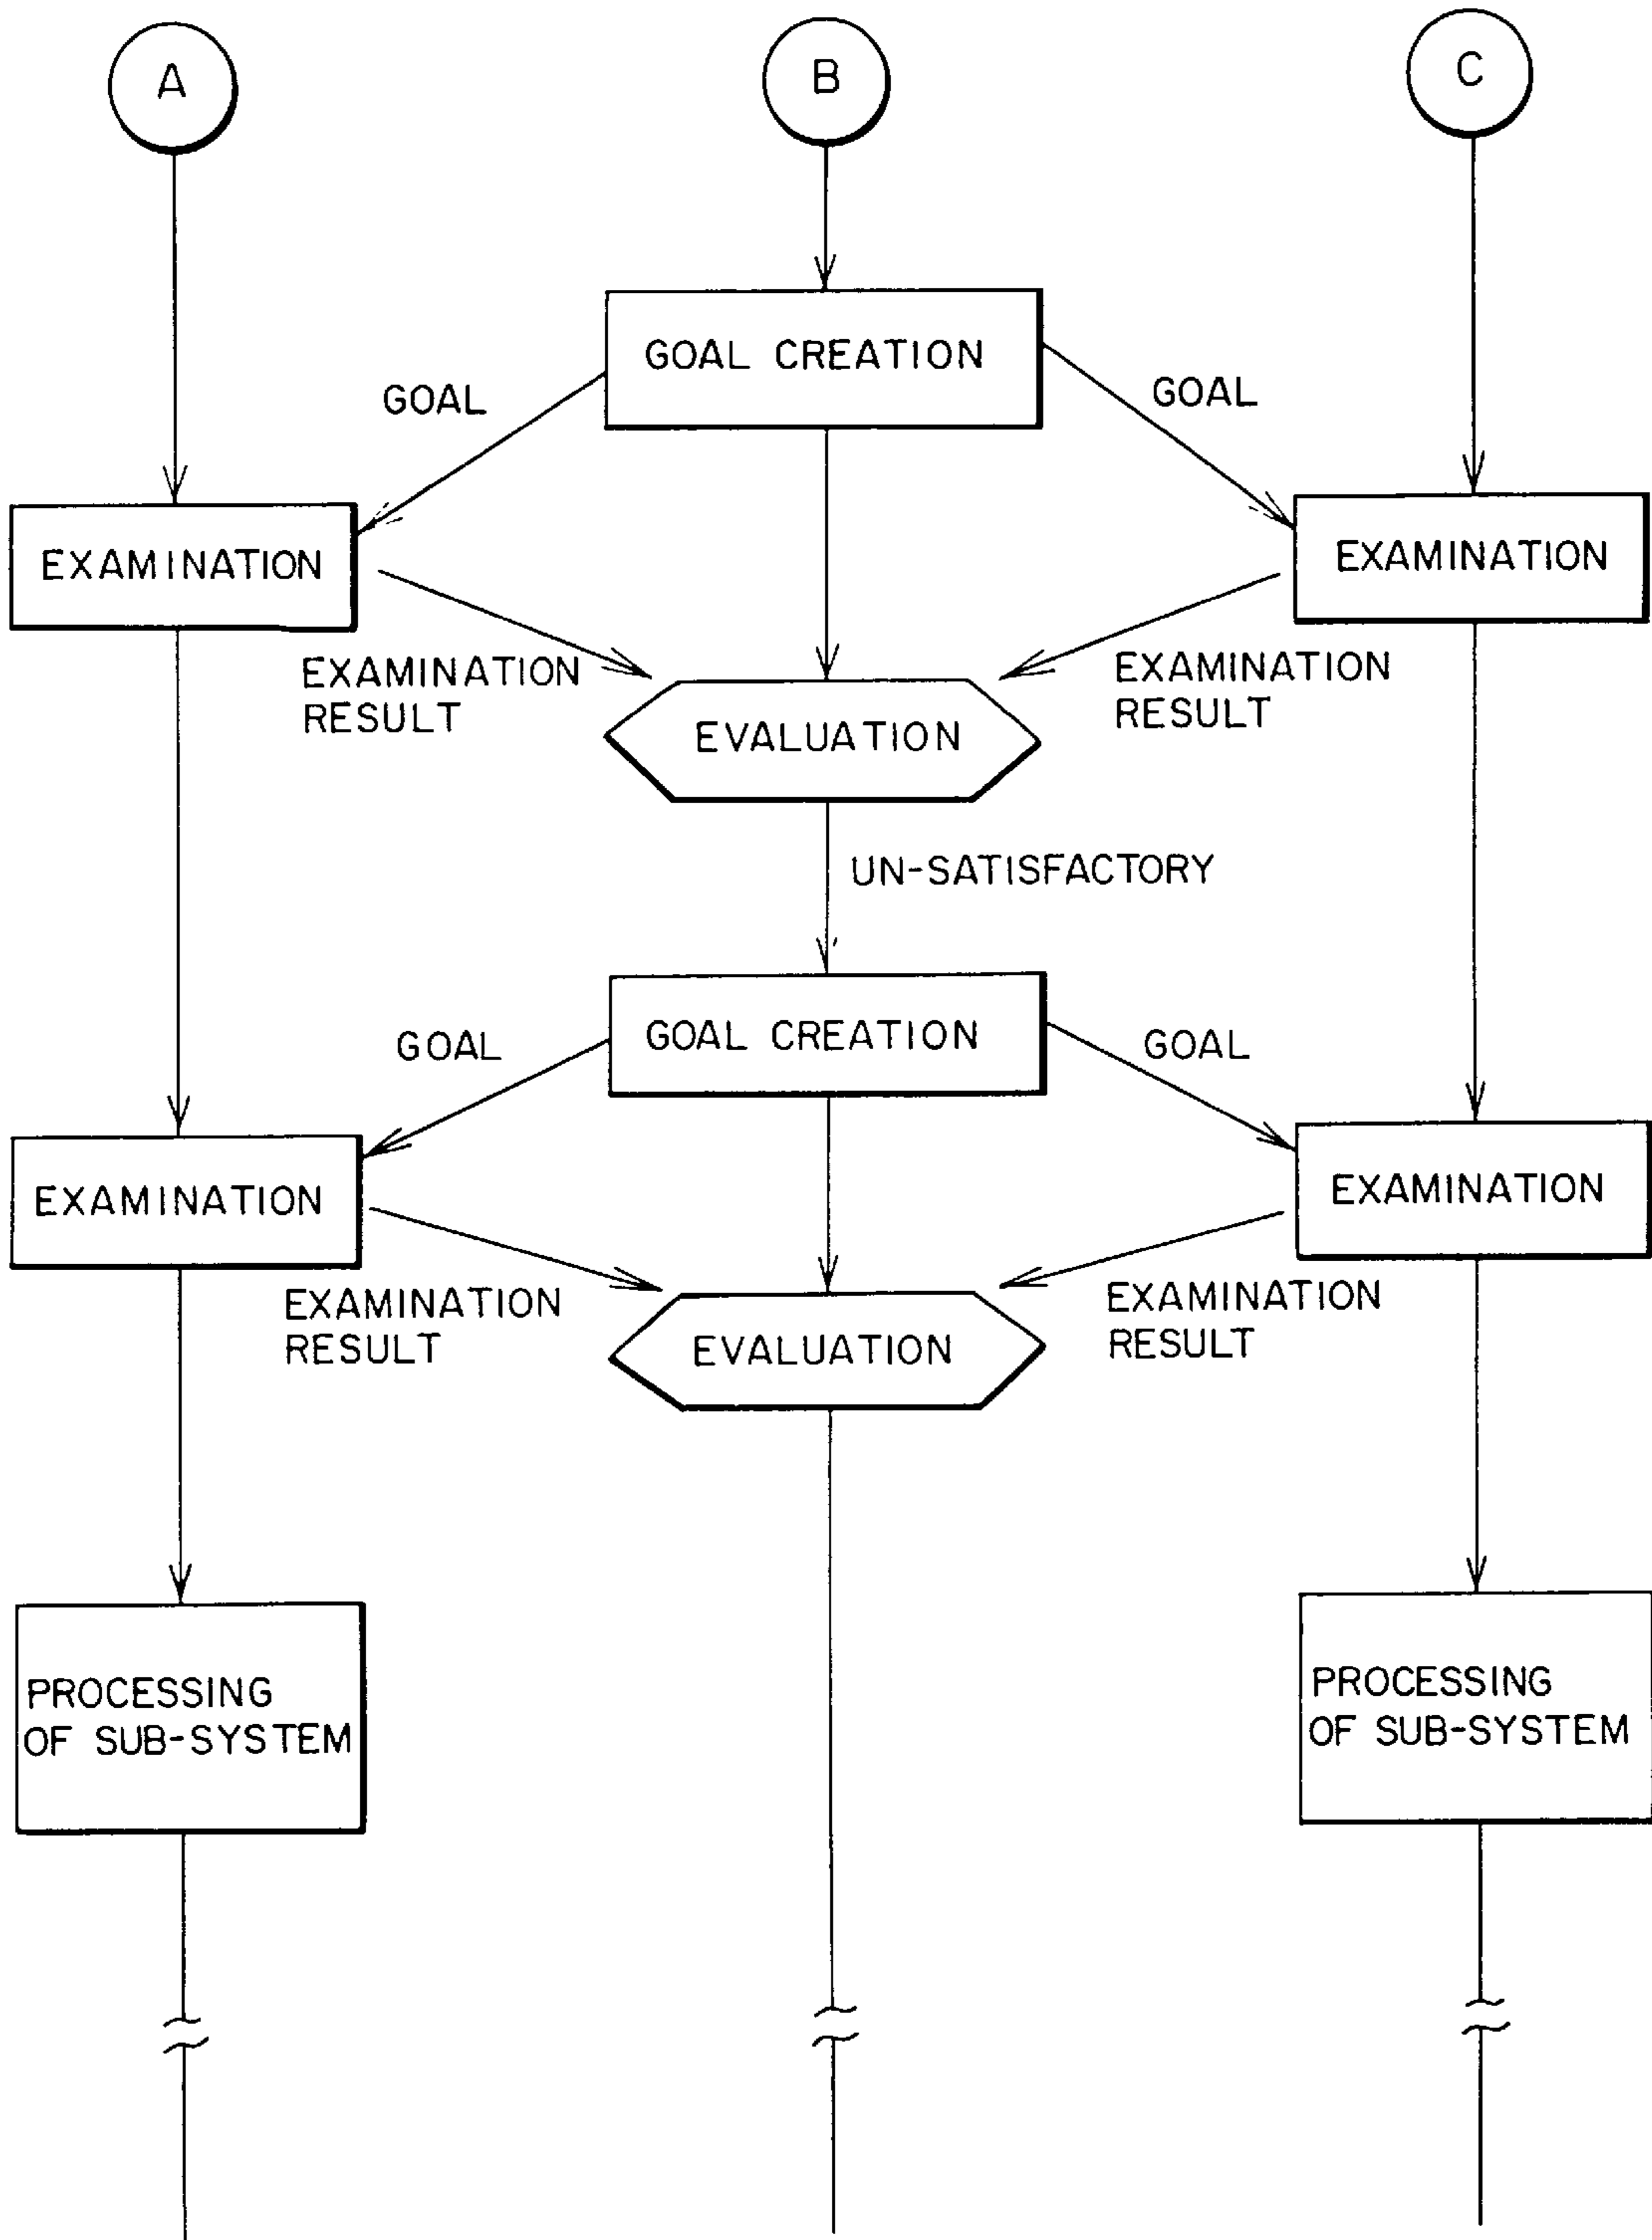 A
B
C
GOAL CREATION
GOAL
GOAL
EXAMINATION
EXAMINATION
EXAMINATION
RESULT
EXAMINATION
RESULT
EVALUATION
UN-SATISFACTORY
GOAL CREATION
GOAL
GOAL
EXAMINATION
EXAMINATION
EXAMINATION
RESULT
EXAMINATION
RESULT
EVALUATION
PROCESSING
OF SUB-SYSTEM
PROCESSING
OF SUB-SYSTEM